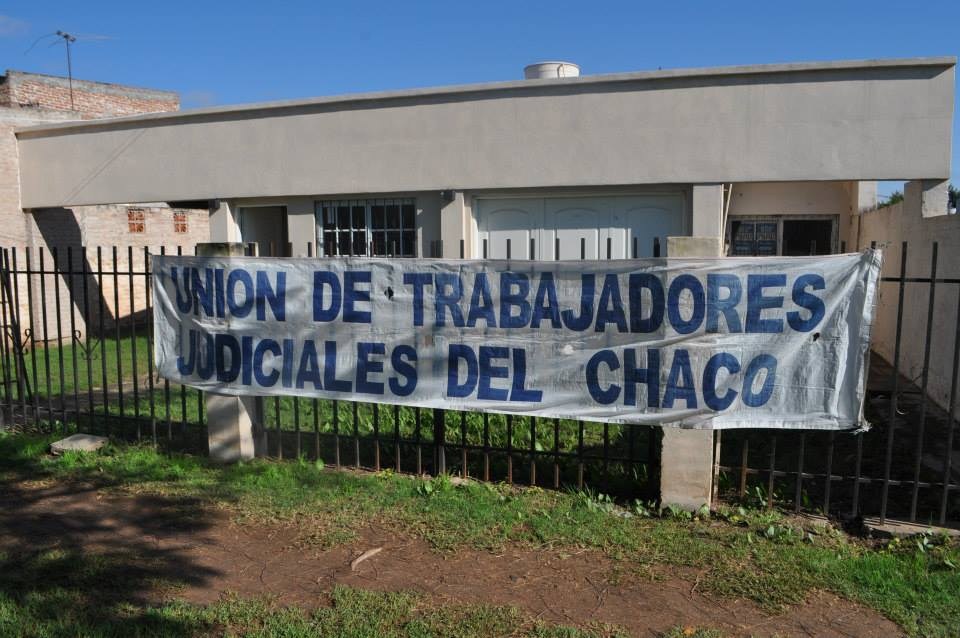 UNION DE TRABAJADORES
JUDICIALES DEL CHACO